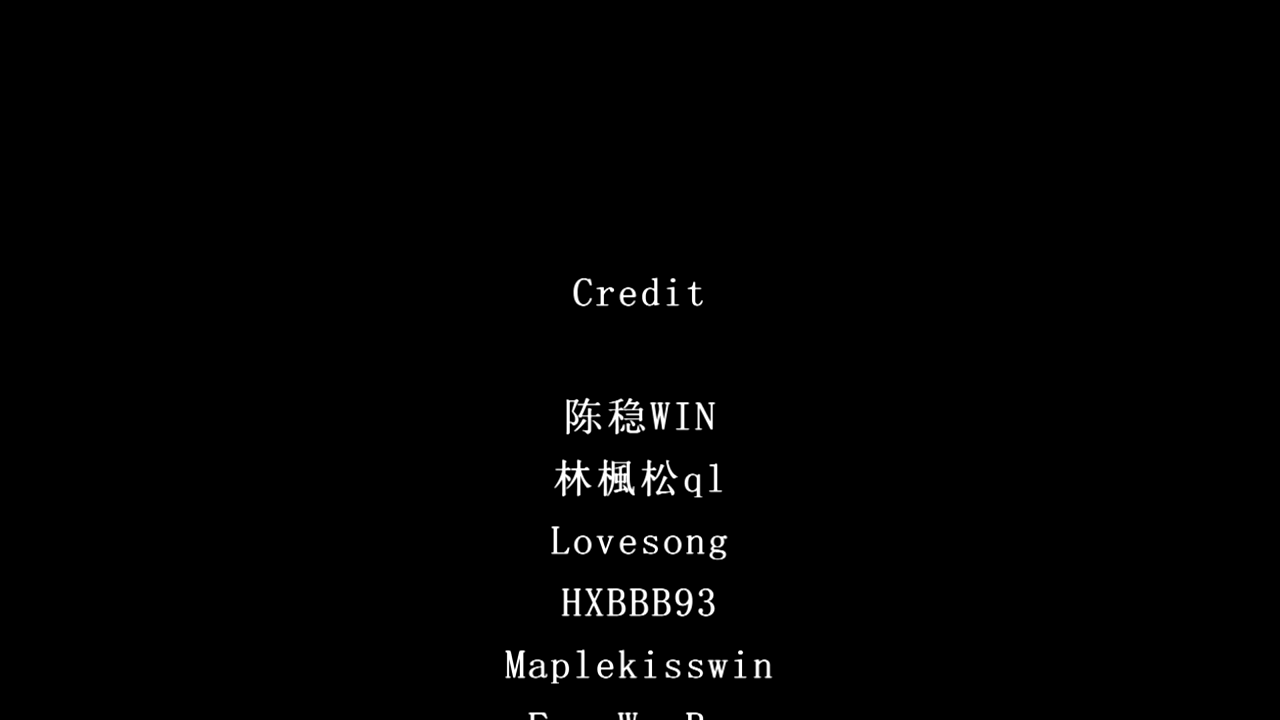 Credit
陈稳WIN
林楓松ql
Lovesong
HXBBB93
Maplekisswin